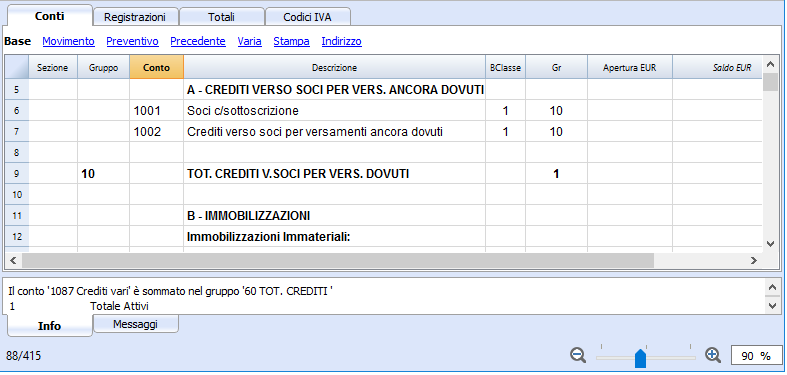 Conti Registrazioni Totali Codici IVA
Base Movimento Preventivo Precedente Varia Stampa Indirizzo
Sezione Gruppo Conto Descrizione BClasse Gr Apertura EUR Saldo EUR
5 A - CREDITI VERSO SOCI PER VERS. ANCORA DOVUTI
6 1001 Soci c/sottoscrizione 1 10
7 1002 Crediti verso soci per versamenti ancora dovuti 1 10
8
9 10 TOT. CREDITI V.SOCI PER VERS. DOVUTI 1
10
11 B - IMMOBILIZZAZIONI
12 Immobilizzazioni Immateriali:
Il conto '1087 Crediti vari' è sommato nel gruppo '60 TOT. CREDITI '
1 Totale Attivi
Info Messaggi
88/415 90 %